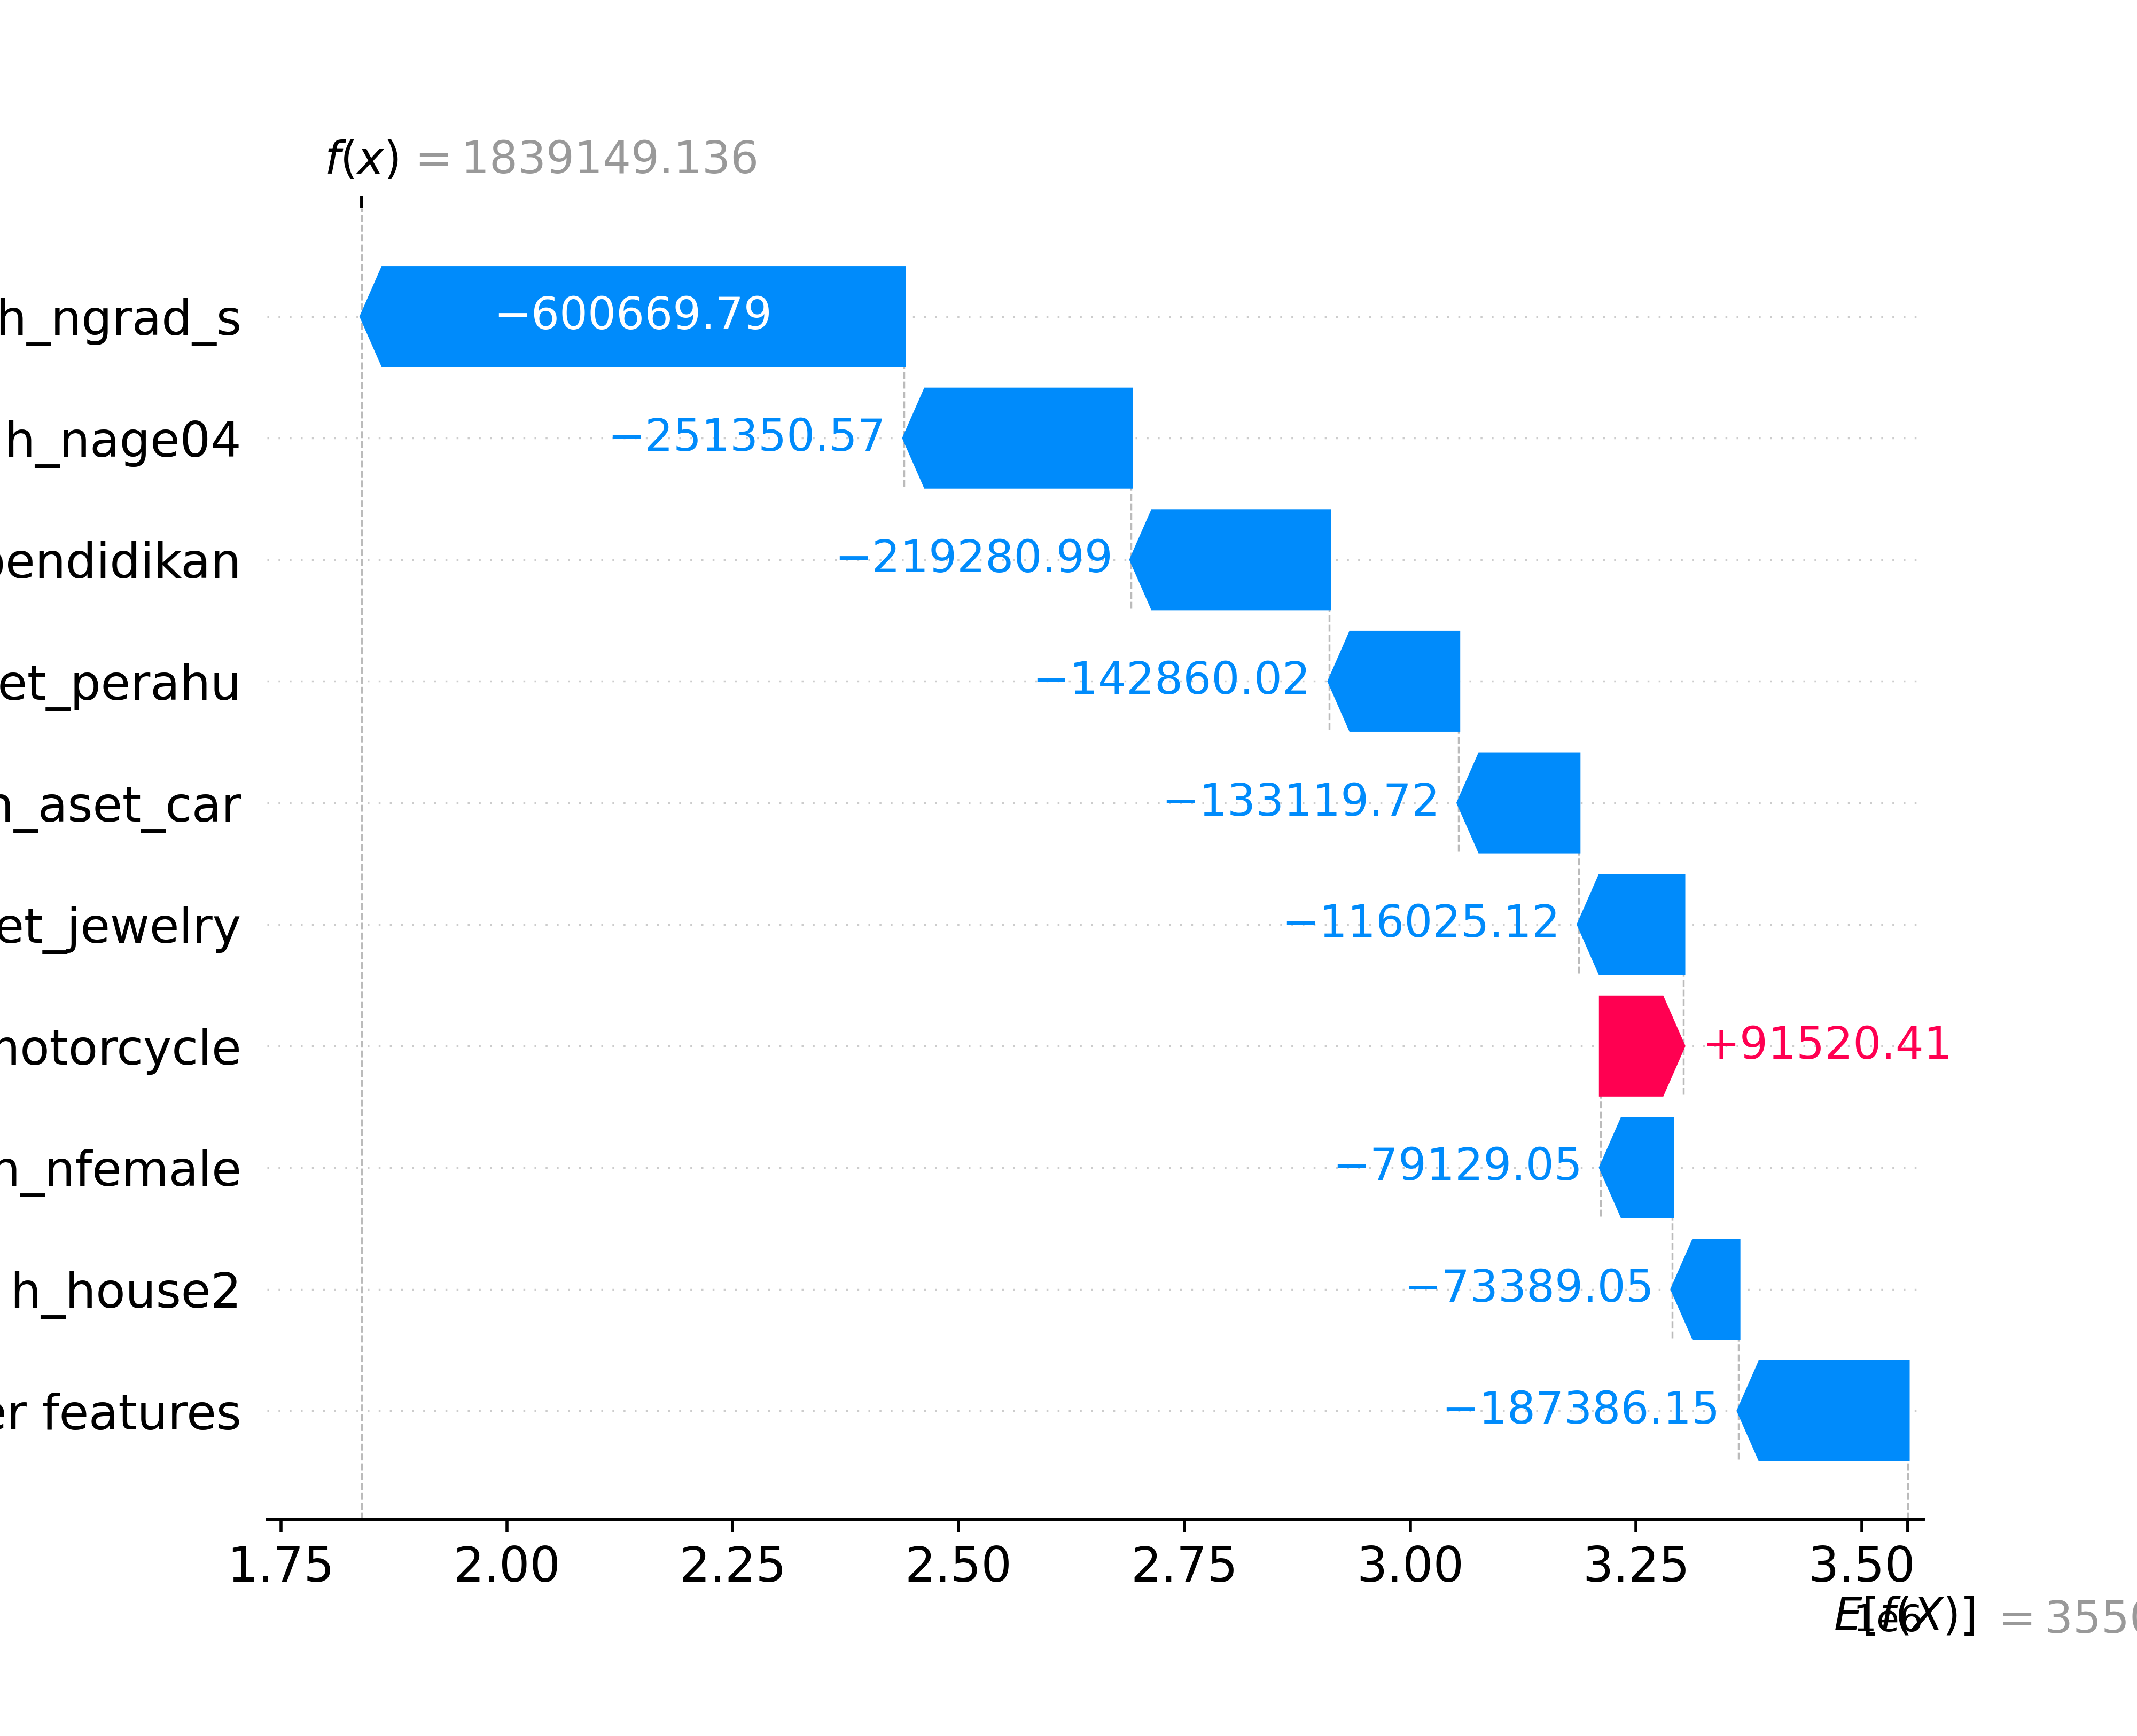 f(x) = 1839149.136
h_ngrad_s −600669.79
h_nage04 −251350.57
pendidikan −219280.99
et_perahu −142860.02
h_aset_car −133119.72
et_jewelry −116025.12
motorcycle +91520.41
h_nfemale −79129.05
h_house2 −73389.05
er features −187386.15
1.75 2.00 2.25 2.50 2.75 3.00 3.25 3.50
1e6
E[f(X)] = 3550